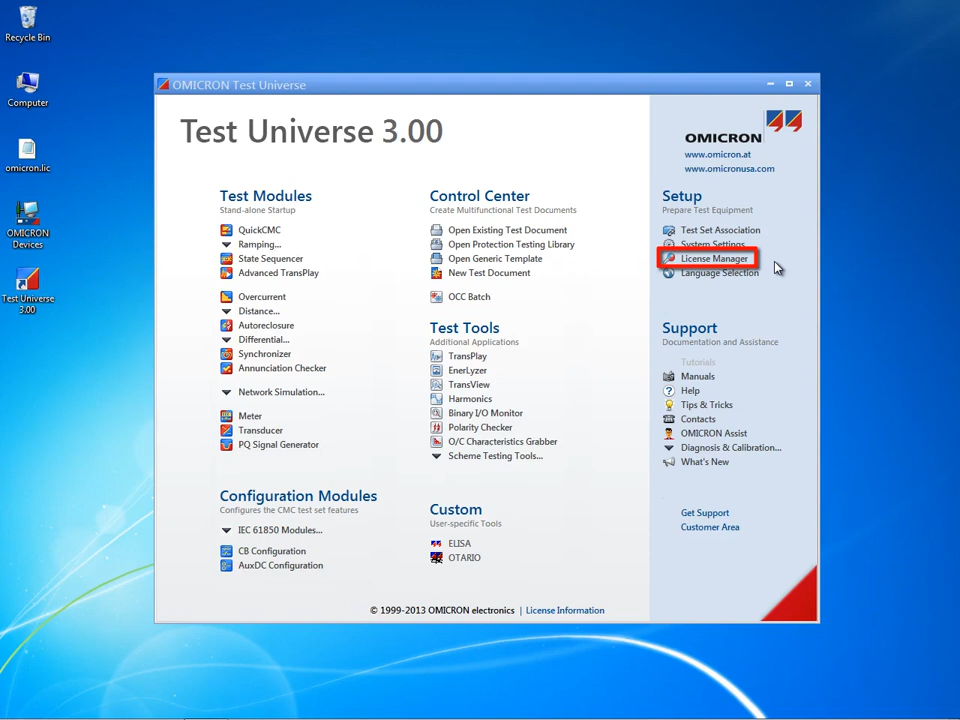 Recycle Bin
Computer
omicron.lic
OMICRON
Devices
Test Universe
3.00
OMICRON Test Universe
Test Universe 3.00
Test Modules
Stand-alone Startup
QuickCMC
Ramping...
State Sequencer
Advanced TransPlay
Overcurrent
Distance...
Autoreclosure
Differential...
Synchronizer
Annunciation Checker
Network Simulation...
Meter
Transducer
PQ Signal Generator
Configuration Modules
Configures the CMC test set features
IEC 61850 Modules...
CB Configuration
AuxDC Configuration
Control Center
Create Multifunctional Test Documents
Open Existing Test Document
Open Protection Testing Library
Open Generic Template
New Test Document
OCC Batch
Test Tools
Additional Applications
TransPlay
EnerLyzer
TransView
Harmonics
Binary I/O Monitor
Polarity Checker
O/C Characteristics Grabber
Scheme Testing Tools...
Custom
User-specific Tools
ELISA
OTARIO
© 1999-2013 OMICRON electronics | License Information
OMICRON
www.omicron.at
www.omicronusa.com
Setup
Prepare Test Equipment
Test Set Association
System Settings
License Manager
Language Selection
Support
Documentation and Assistance
Tutorials
Manuals
Help
Tips & Tricks
Contacts
OMICRON Assist
Diagnosis & Calibration...
What's New
Get Support
Customer Area